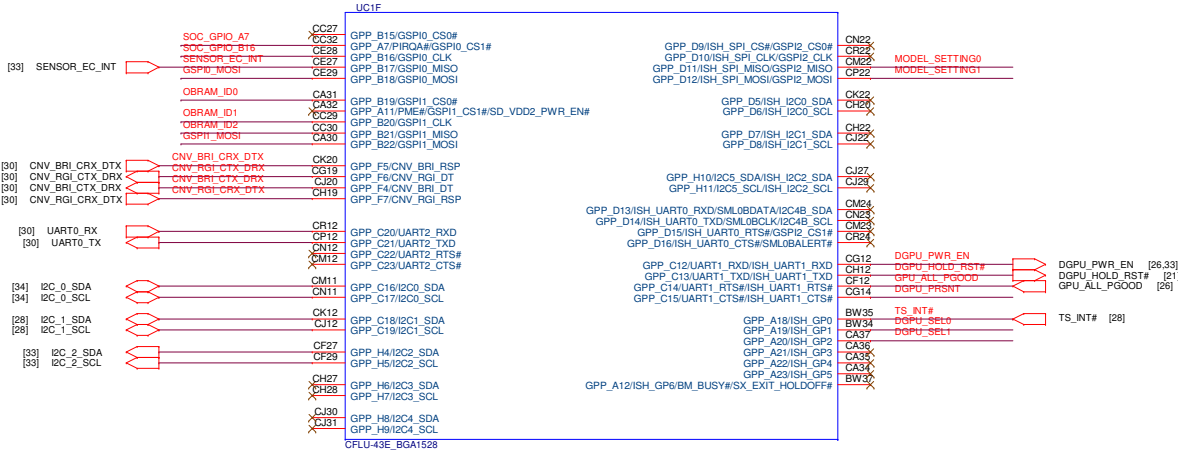 UC1F
CC27 GPP_B15/GSPI0_CS0#
SOC_GPIO_A7 CC32 GPP_A7/PIRQA#/GSPI0_CS1#
SOC_GPIO_B16 CE28 GPP_B16/GSPI0_CLK
[33] SENSOR_EC_INT SENSOR_EC_INT CE27 GPP_B17/GSPI0_MISO
GSPI0_MOSI CE29 GPP_B18/GSPI0_MOSI
OBRAM_ID0 CA31 GPP_B19/GSPI1_CS0#
CA32 GPP_A11/PME#/GSPI1_CS1#/SD_VDD2_PWR_EN#
OBRAM_ID1 CC29 GPP_B20/GSPI1_CLK
OBRAM_ID2 CC30 GPP_B21/GSPI1_MISO
GSPI1_MOSI CA30 GPP_B22/GSPI1_MOSI
[30] CNV_BRI_CRX_DTX CNV_BRI_CRX_DTX CK20 GPP_F5/CNV_BRI_RSP
[30] CNV_RGI_CTX_DRX CNV_RGI_CTX_DRX CG19 GPP_F6/CNV_RGI_DT
[30] CNV_BRI_CTX_DRX CNV_BRI_CTX_DRX CJ20 GPP_F4/CNV_BRI_DT
[30] CNV_RGI_CRX_DTX CNV_RGI_CRX_DTX CH19 GPP_F7/CNV_RGI_RSP
[30] UART0_RX CR12 GPP_C20/UART2_RXD
[30] UART0_TX CP12 GPP_C21/UART2_TXD
CN12 GPP_C22/UART2_RTS#
CM12 GPP_C23/UART2_CTS#
[34] I2C_0_SDA CM11 GPP_C16/I2C0_SDA
[34] I2C_0_SCL CN11 GPP_C17/I2C0_SCL
[28] I2C_1_SDA CK12 GPP_C18/I2C1_SDA
[28] I2C_1_SCL CJ12 GPP_C19/I2C1_SCL
[33] I2C_2_SDA CF27 GPP_H4/I2C2_SDA
[33] I2C_2_SCL CF29 GPP_H5/I2C2_SCL
CH27 GPP_H6/I2C3_SDA
CH28 GPP_H7/I2C3_SCL
CJ30 GPP_H8/I2C4_SDA
CJ31 GPP_H9/I2C4_SCL
GPP_D9/ISH_SPI_CS#/GSPI2_CS0# CN22
GPP_D10/ISH_SPI_CLK/GSPI2_CLK CR22
GPP_D11/ISH_SPI_MISO/GSPI2_MISO CM22 MODEL_SETTING0
GPP_D12/ISH_SPI_MOSI/GSPI2_MOSI CP22 MODEL_SETTING1
GPP_D5/ISH_I2C0_SDA CK22
GPP_D6/ISH_I2C0_SCL CH20
GPP_D7/ISH_I2C1_SDA CH22
GPP_D8/ISH_I2C1_SCL CJ22
GPP_H10/I2C5_SDA/ISH_I2C2_SDA CJ27
GPP_H11/I2C5_SCL/ISH_I2C2_SCL CJ29
GPP_D13/ISH_UART0_RXD/SML0BDATA/I2C4B_SDA CM24
GPP_D14/ISH_UART0_TXD/SML0BCLK/I2C4B_SCL CN23
GPP_D15/ISH_UART0_RTS#/GSPI2_CS1# CM23
GPP_D16/ISH_UART0_CTS#/SML0BALERT# CR24
GPP_C12/UART1_RXD/ISH_UART1_RXD CG12 DGPU_PWR_EN DGPU_PWR_EN [26,33]
GPP_C13/UART1_TXD/ISH_UART1_TXD CH12 DGPU_HOLD_RST# DGPU_HOLD_RST# [21]
GPP_C14/UART1_RTS#/ISH_UART1_RTS# CF12 GPU_ALL_PGOOD GPU_ALL_PGOOD [26]
GPP_C15/UART1_CTS#/ISH_UART1_CTS# CG14 DGPU_PRSNT
GPP_A18/ISH_GP0 BW35 TS_INT# TS_INT# [28]
GPP_A19/ISH_GP1 BW34 DGPU_SEL0
GPP_A20/ISH_GP2 CA37 DGPU_SEL1
GPP_A21/ISH_GP3 CA36
GPP_A22/ISH_GP4 CA35
GPP_A23/ISH_GP5 CA34
GPP_A12/ISH_GP6/BM_BUSY#/SX_EXIT_HOLDOFF# BW37
CFLU-43E_BGA1528